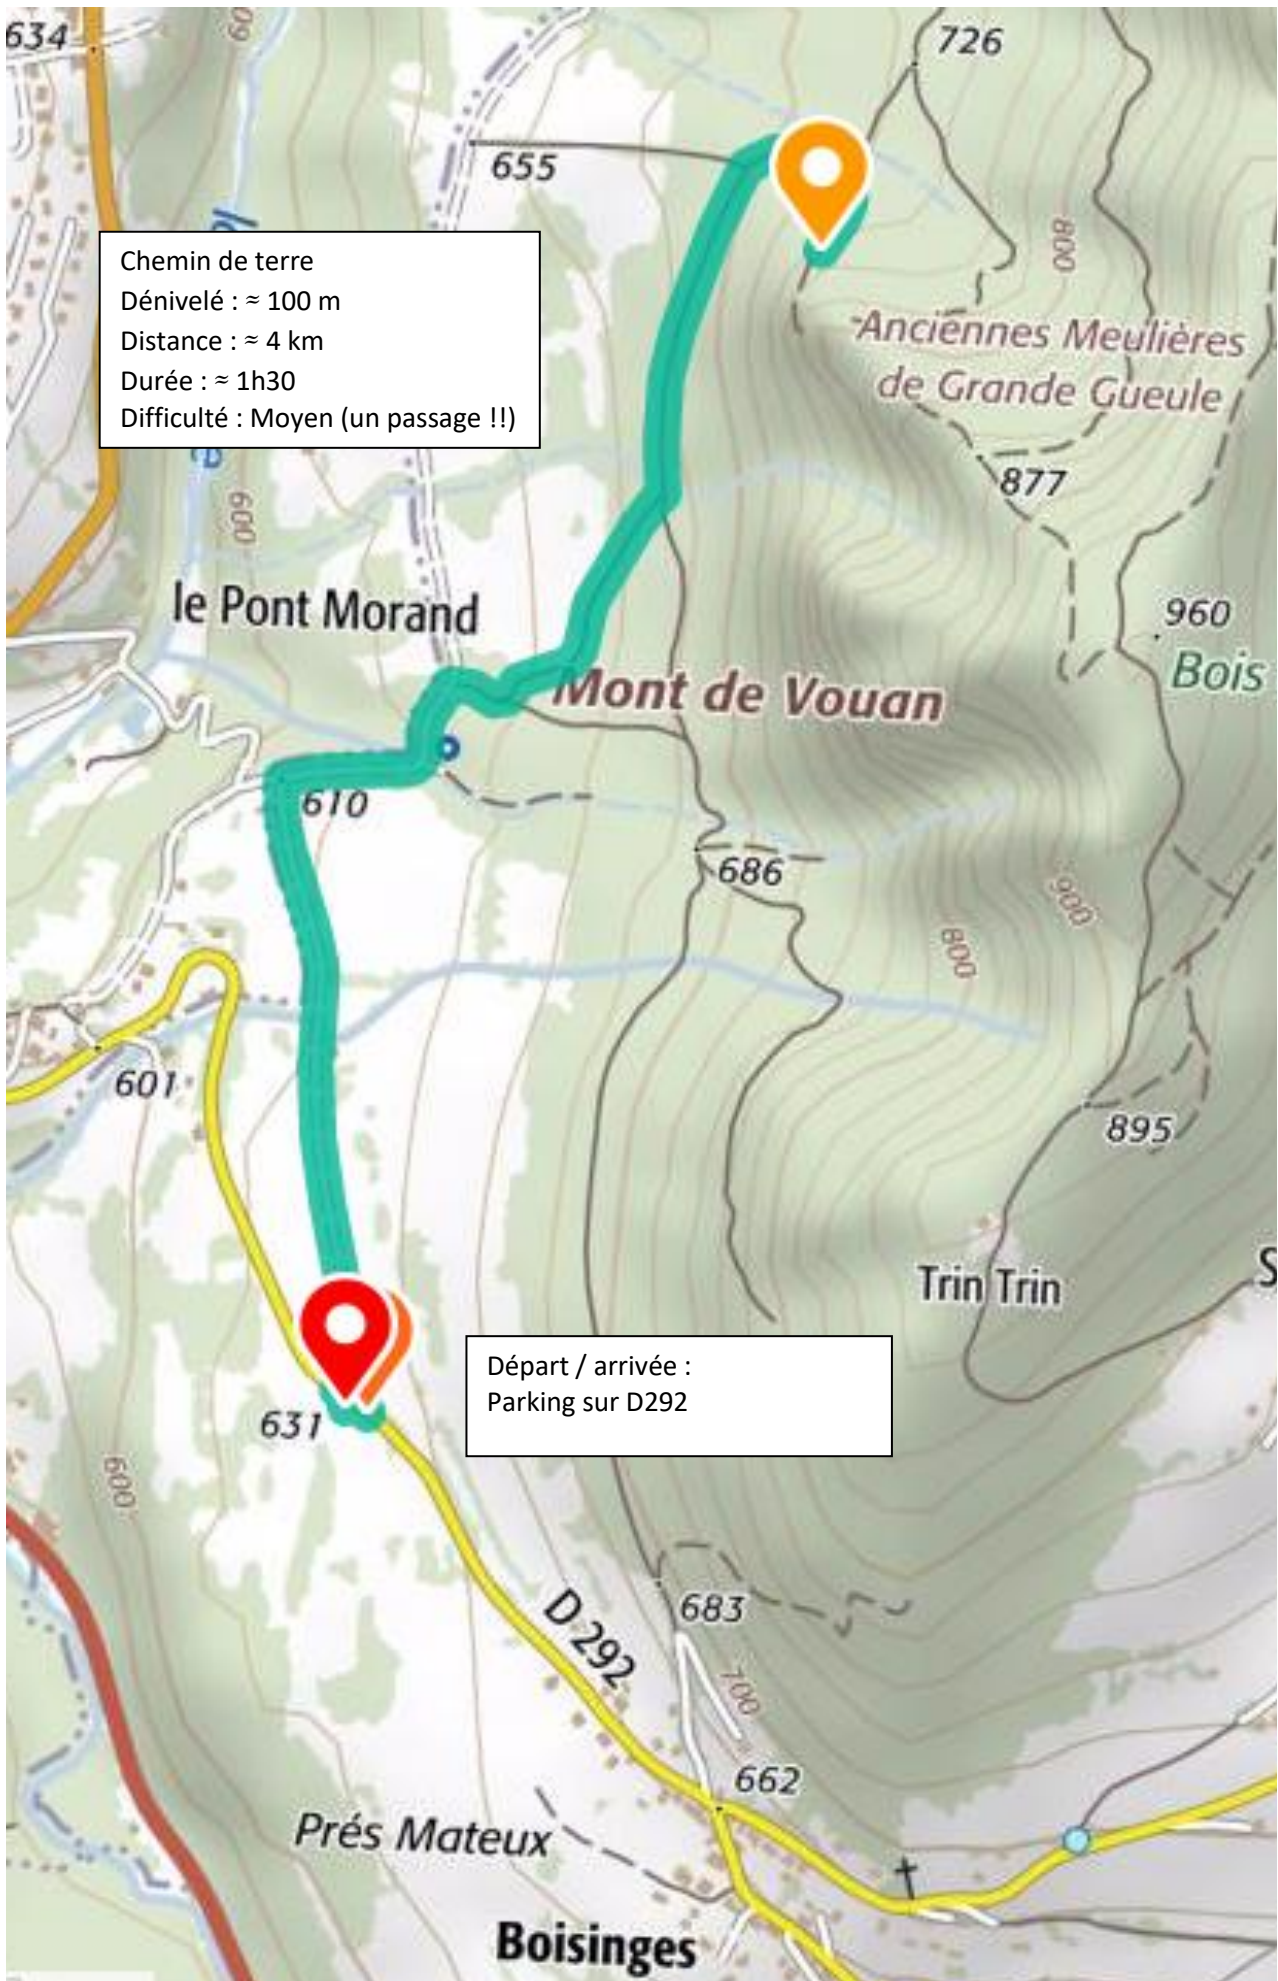 634
60
726
655
800
Chemin de terre
Dénivelé : ≈ 100 m
Distance : ≈ 4 km
Durée : ≈ 1h30
Difficulté : Moyen (un passage !!)
Anciennes Meulières
de Grande Gueule
877
600
le Pont Morand
960
Bois
Mont de Vouan
610
686
900
800
601
895
Trin Trin
S
Départ / arrivée :
Parking sur D292
631
600
D 292
683
700
662
Prés Mateux
Boisinges